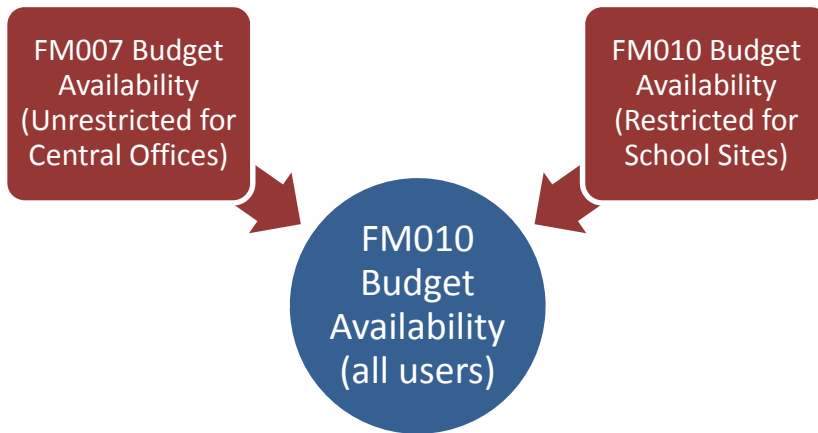 FM007 Budget
Availability
(Unrestricted for
Central Offices)
FM010 Budget
Availability
(Restricted for
School Sites)
FM010
Budget
Availability
(all users)